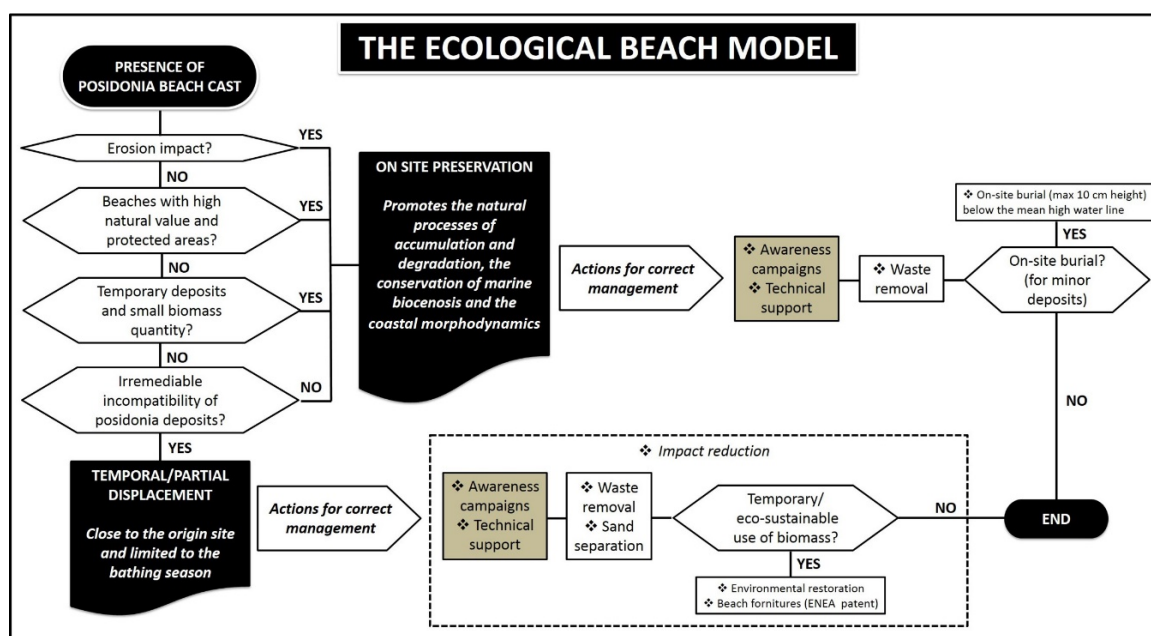 THE ECOLOGICAL BEACH MODEL
PRESENCE OF
POSIDONIA BEACH CAST
YES
Erosion impact?
NO
Beaches with high
natural value and
protected areas?
YES
NO
Temporary deposits
and small biomass
quantity?
YES
NO
Irremediable
incompatibility of
posidonia deposits?
NO
YES
ON SITE PRESERVATION
Promotes the natural
processes of
accumulation and
degradation, the
conservation of marine
biocenosis and the
coastal morphodynamics
Actions for correct
management
❖ Awareness
campaigns
❖ Technical
support
❖ Waste
removal
❖ On-site burial (max 10 cm height)
below the mean high water line
YES
On-site burial?
(for minor
deposits)
NO
TEMPORAL/PARTIAL
DISPLACEMENT
Close to the origin site
and limited to the
bathing season
Actions for correct
management
❖ Impact reduction
❖ Awareness
campaigns
❖ Technical
support
❖ Waste
removal
❖ Sand
separation
Temporary/
eco-sustainable
use of biomass?
NO
YES
❖ Environmental restoration
❖ Beach fornitures (ENEA patent)
END